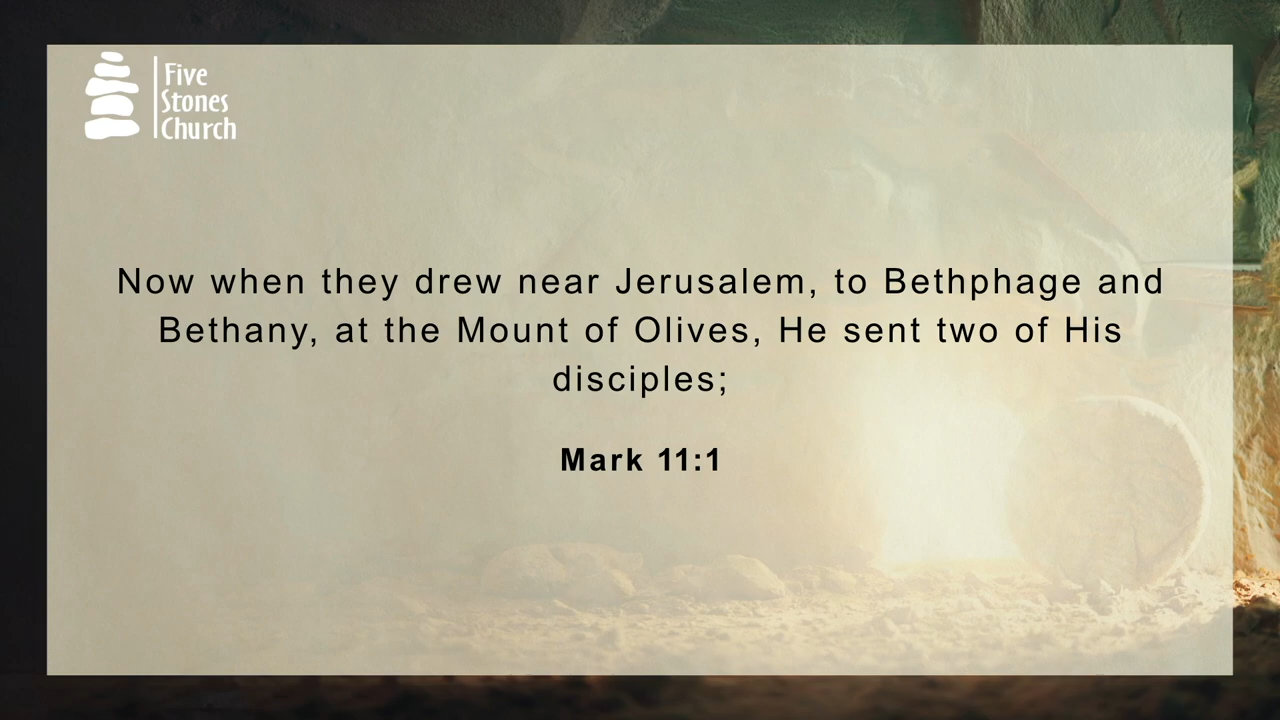 Five
Stones
Church
Now when they drew near Jerusalem, to Bethphage and
Bethany, at the Mount of Olives, He sent two of His
disciples;
Mark 11:1